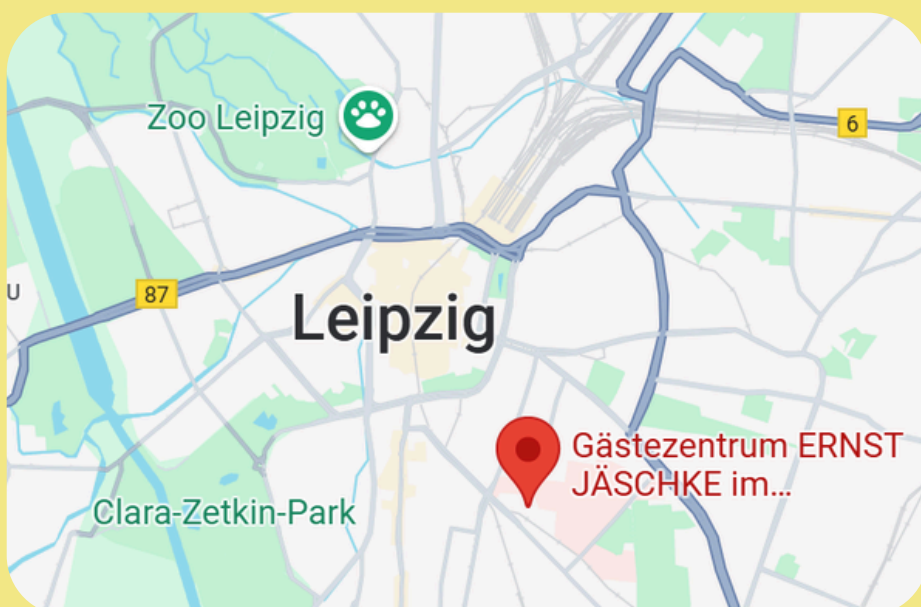 Zoo Leipzig
6
U
87
Leipzig
Gästezentrum ERNST
JÄSCHKE im...
Clara-Zetkin-Park